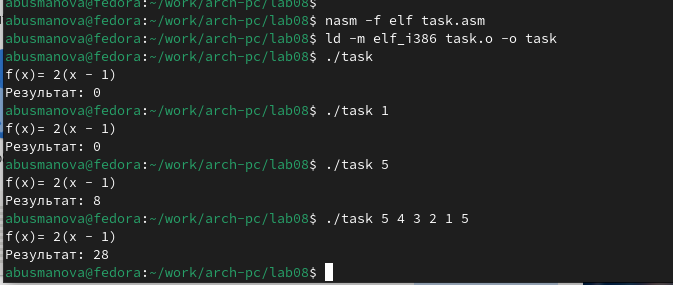 abusmanova@fedora:~/work/arch-pc/lab08$
abusmanova@fedora:~/work/arch-pc/lab08$ nasm -f elf task.asm
abusmanova@fedora:~/work/arch-pc/lab08$ ld -m elf_i386 task.o -o task
abusmanova@fedora:~/work/arch-pc/lab08$ ./task
f(x)= 2(x - 1)
Результат: 0
abusmanova@fedora:~/work/arch-pc/lab08$ ./task 1
f(x)= 2(x - 1)
Результат: 0
abusmanova@fedora:~/work/arch-pc/lab08$ ./task 5
f(x)= 2(x - 1)
Результат: 8
abusmanova@fedora:~/work/arch-pc/lab08$ ./task 5 4 3 2 1 5
f(x)= 2(x - 1)
Результат: 28
abusmanova@fedora:~/work/arch-pc/lab08$